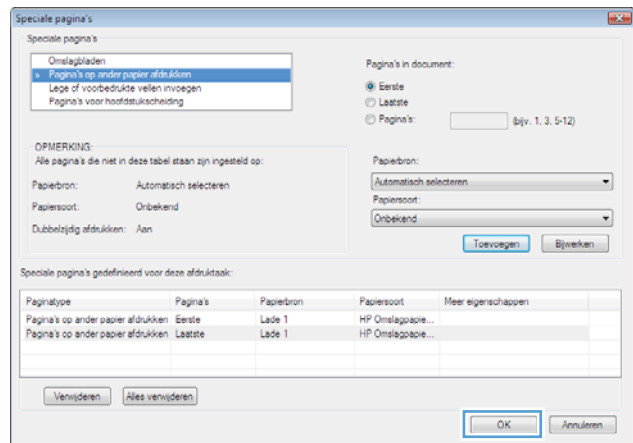 Speciale pagina's
Speciale pagina's
Omslagbladen
» Pagina's op ander papier afdrukken
Lege of voorbedrukte vellen invoegen
Pagina's voor hoofdstukscheiding
Pagina's in document:
Eerste
Laatste
Pagina's: (bijv. 1, 3, 5-12)
OPMERKING:
Alle pagina's die niet in deze tabel staan zijn ingesteld op:
Papierbron: Automatisch selecteren
Papiersoort: Onbekend
Dubbelzijdig afdrukken: Aan
Papierbron:
Automatisch selecteren
Papiersoort:
Onbekend
Toevoegen Bijwerken
Speciale pagina's gedefinieerd voor deze afdruktaak:
Paginatype Pagina's Papierbron Papiersoort Meer eigenschappen
Pagina's op ander papier afdrukken Eerste Lade 1 HP Omslagpapie...
Pagina's op ander papier afdrukken Laatste Lade 1 HP Omslagpapie...
Verwijderen Alles verwijderen
OK Annuleren